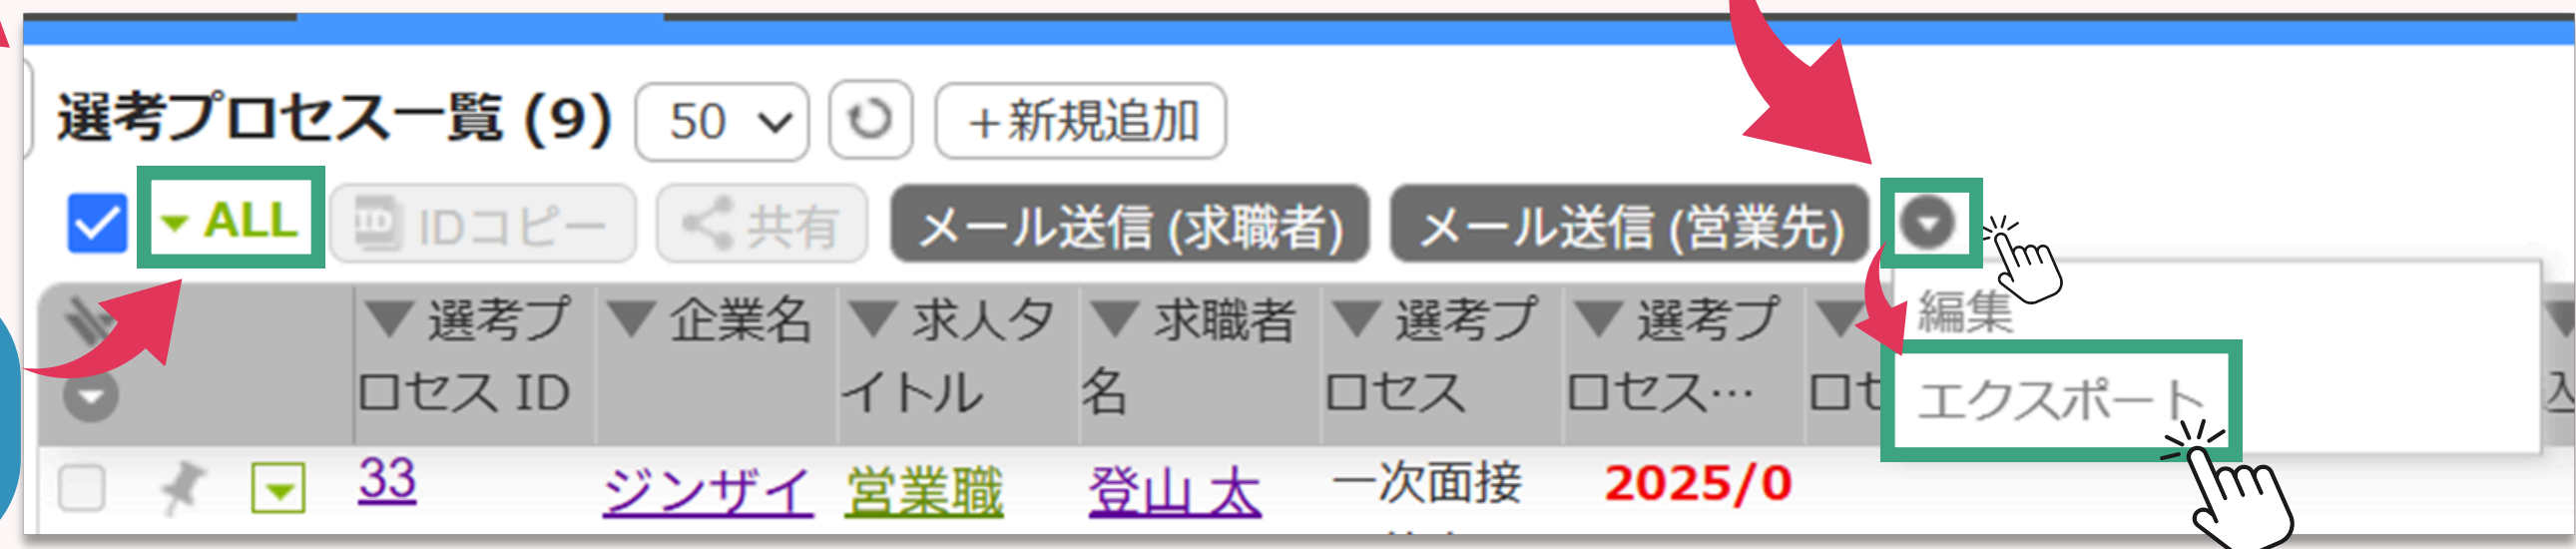 選考プロセス一覧 (9) 50 +新規追加
ALL IDコピー 共有 メール送信 (求職者) メール送信 (営業先)
編集
エクスポート
選考プロセス ID 企業名 求人タイトル 求職者名 選考プロセス 選考プロセス… ロセ
33 ジンザイ 営業職 登山 太 一次面接 2025/0